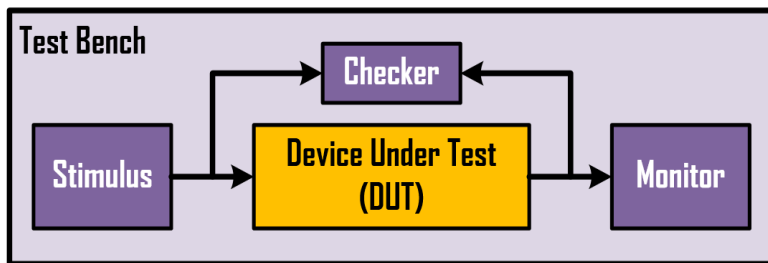 Test Bench
Checker
Stimulus
Device Under Test
(DUT)
Monitor